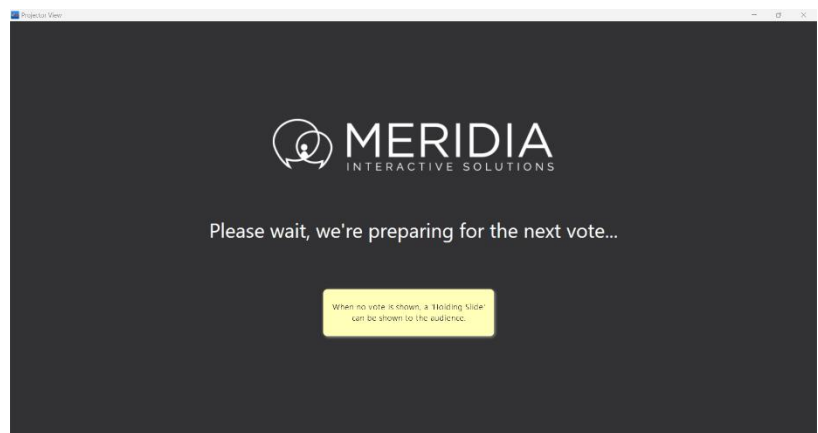 Projector View
MERIDIA
INTERACTIVE SOLUTIONS
Please wait, we're preparing for the next vote...
When no vote is shown, a 'Holding Slide'
can be shown to the audience.